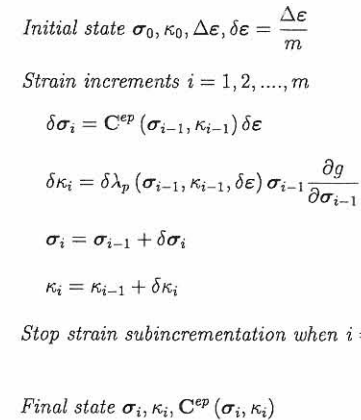 Initial state σ₀, κ₀, Δε, δε = Δε/m
Strain increments i = 1, 2, ...., m
δσᵢ = Cᵉᵖ (σᵢ₋₁, κᵢ₋₁) δε
δκᵢ = δλₚ (σᵢ₋₁, κᵢ₋₁, δε) σᵢ₋₁ ∂g/∂σᵢ₋₁
σᵢ = σᵢ₋₁ + δσᵢ
κᵢ = κᵢ₋₁ + δκᵢ
Stop strain subincrementation when i =
Final state σᵢ, κᵢ, Cᵉᵖ (σᵢ, κᵢ)